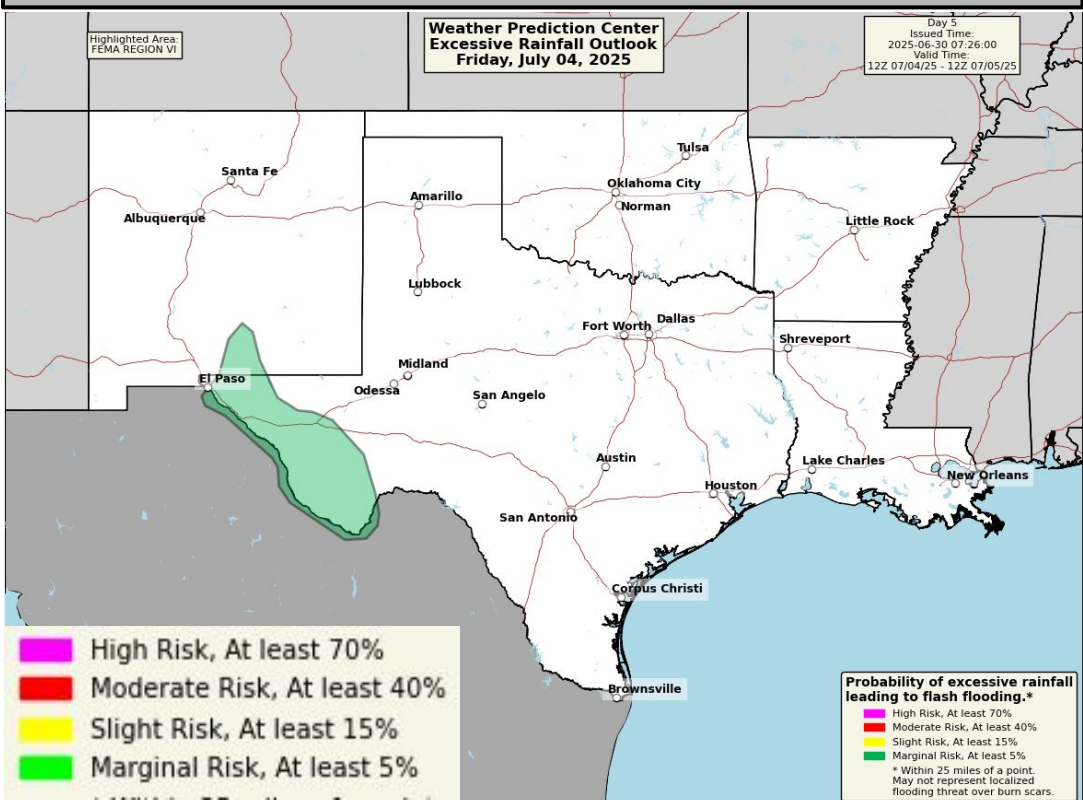 Highlighted Area:
FEMA REGION VI
Weather Prediction Center
Excessive Rainfall Outlook
Friday, July 04, 2025
Day 5
Issued Time:
2025-06-30 07:26:00
Valid Time:
12Z 07/04/25 - 12Z 07/05/25
Tulsa
Santa Fe
Oklahoma City
Amarillo
Norman
Albuquerque
Little Rock
Lubbock
Dallas
Fort Worth
Shreveport
Midland
El Paso
Odessa
San Angelo
Austin
Lake Charles
New Orleans
Houston
San Antonio
Corpus Christi
Brownsville
High Risk, At least 70%
Moderate Risk, At least 40%
Slight Risk, At least 15%
Marginal Risk, At least 5%
Probability of excessive rainfall
leading to flash flooding.*
High Risk, At least 70%
Moderate Risk, At least 40%
Slight Risk, At least 15%
Marginal Risk, At least 5%
* Within 25 miles of a point.
May not represent localized
flooding threat over burn scars.